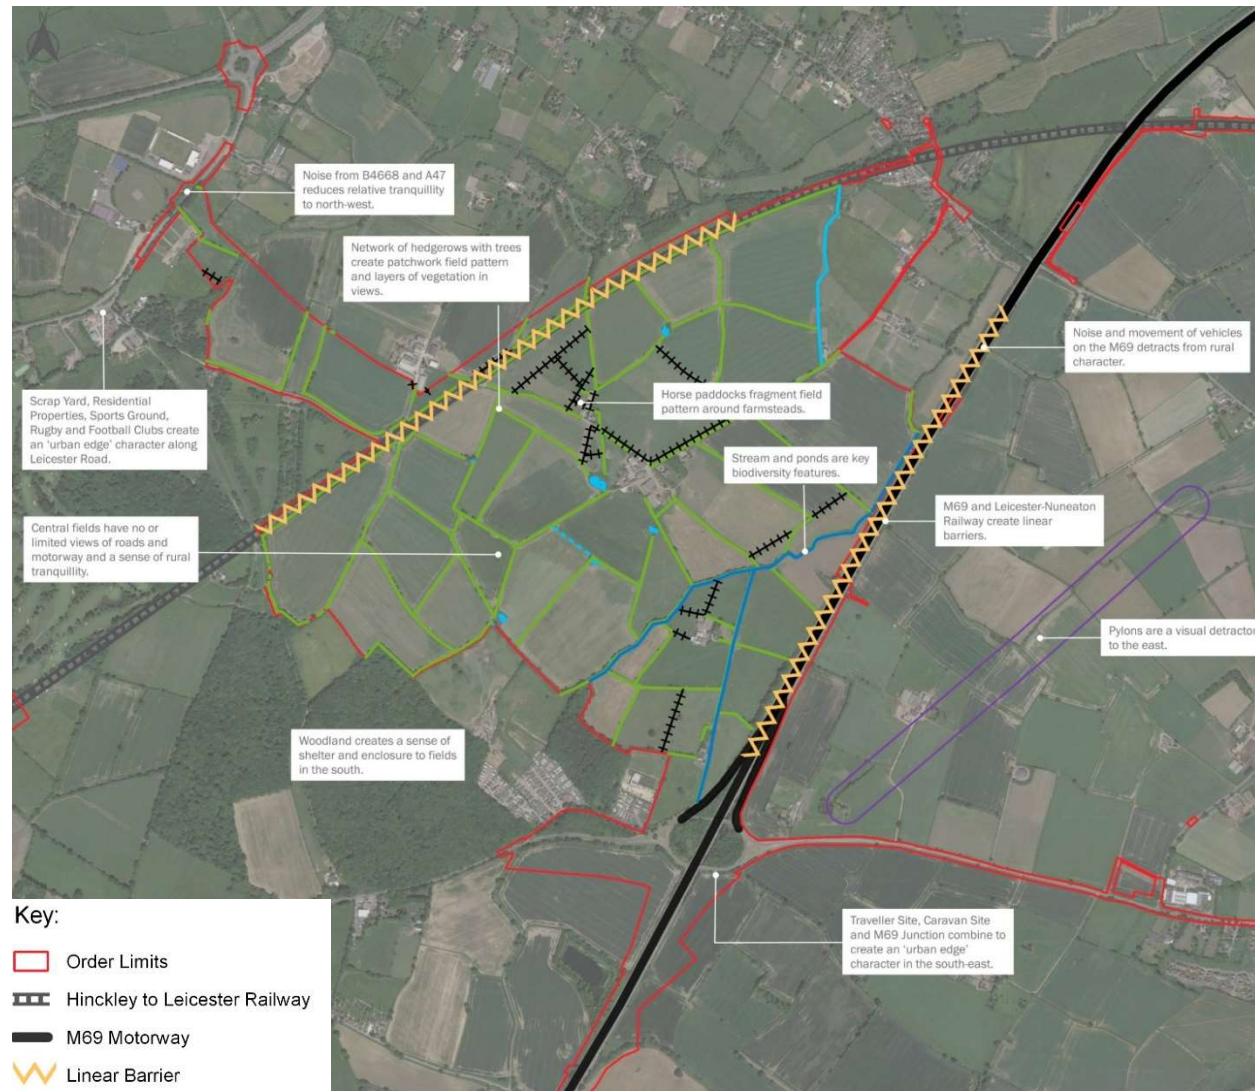 Noise from B4668 and A47
reduces relative tranquillity
to north-west.
Network of hedgerows with trees
create patchwork field pattern
and layers of vegetation in
views.
Noise and movement of vehicles
on the M69 detracts from rural
character.
Scrap Yard, Residential
Properties, Sports Ground,
Rugby and Football Clubs create
an ‘urban edge’ character along
Leicester Road.
Horse paddocks fragment field
pattern around farmsteads.
Stream and ponds are key
biodiversity features.
M69 and Leicester-Nuneaton
Railway create linear
barriers.
Central fields have no or
limited views of roads and
motorway and a sense of rural
tranquillity.
Pylons are a visual detractor
to the east.
Woodland creates a sense of
shelter and enclosure to fields
in the south.
Traveller Site, Caravan Site
and M69 Junction combine to
create an ‘urban edge’
character in the south-east.
Key:
Order Limits
Hinckley to Leicester Railway
M69 Motorway
Linear Barrier